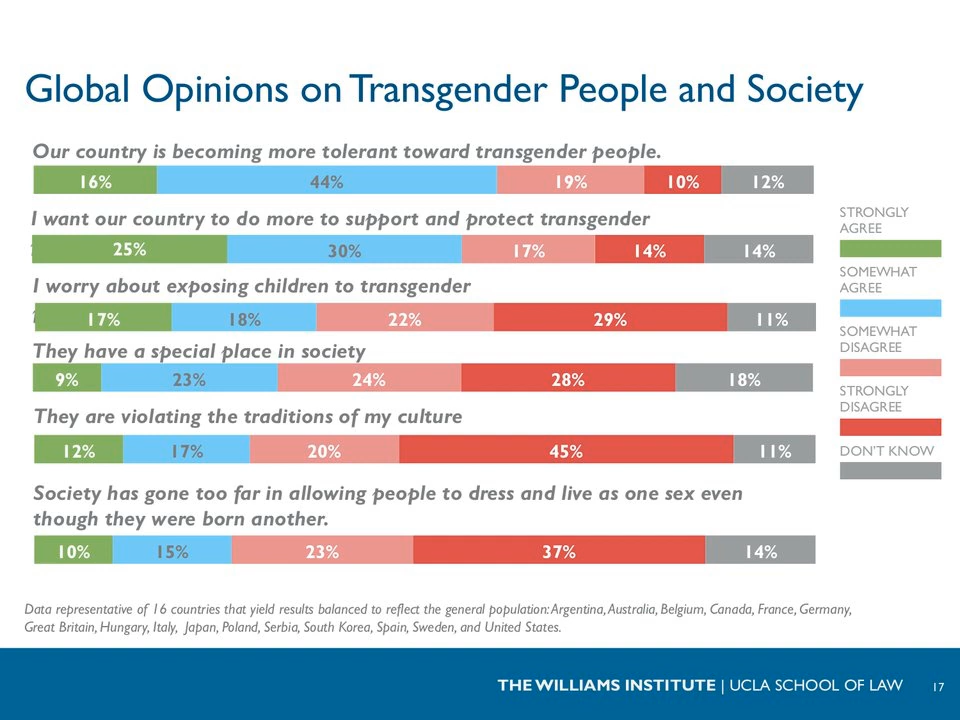 Global Opinions on Transgender People and Society
Our country is becoming more tolerant toward transgender people.
16% 44% 19% 10% 12%
I want our country to do more to support and protect transgender
25% 30% 17% 14% 14%
I worry about exposing children to transgender
17% 18% 22% 29% 11%
They have a special place in society
9% 23% 24% 28% 18%
They are violating the traditions of my culture
12% 17% 20% 45% 11%
Society has gone too far in allowing people to dress and live as one sex even
though they were born another.
10% 15% 23% 37% 14%
STRONGLY
AGREE
SOMEWHAT
AGREE
SOMEWHAT
DISAGREE
STRONGLY
DISAGREE
DON'T KNOW
Data representative of 16 countries that yield results balanced to reflect the general population: Argentina, Australia, Belgium, Canada, France, Germany,
Great Britain, Hungary, Italy, Japan, Poland, Serbia, South Korea, Spain, Sweden, and United States.
THE WILLIAMS INSTITUTE | UCLA SCHOOL OF LAW 17